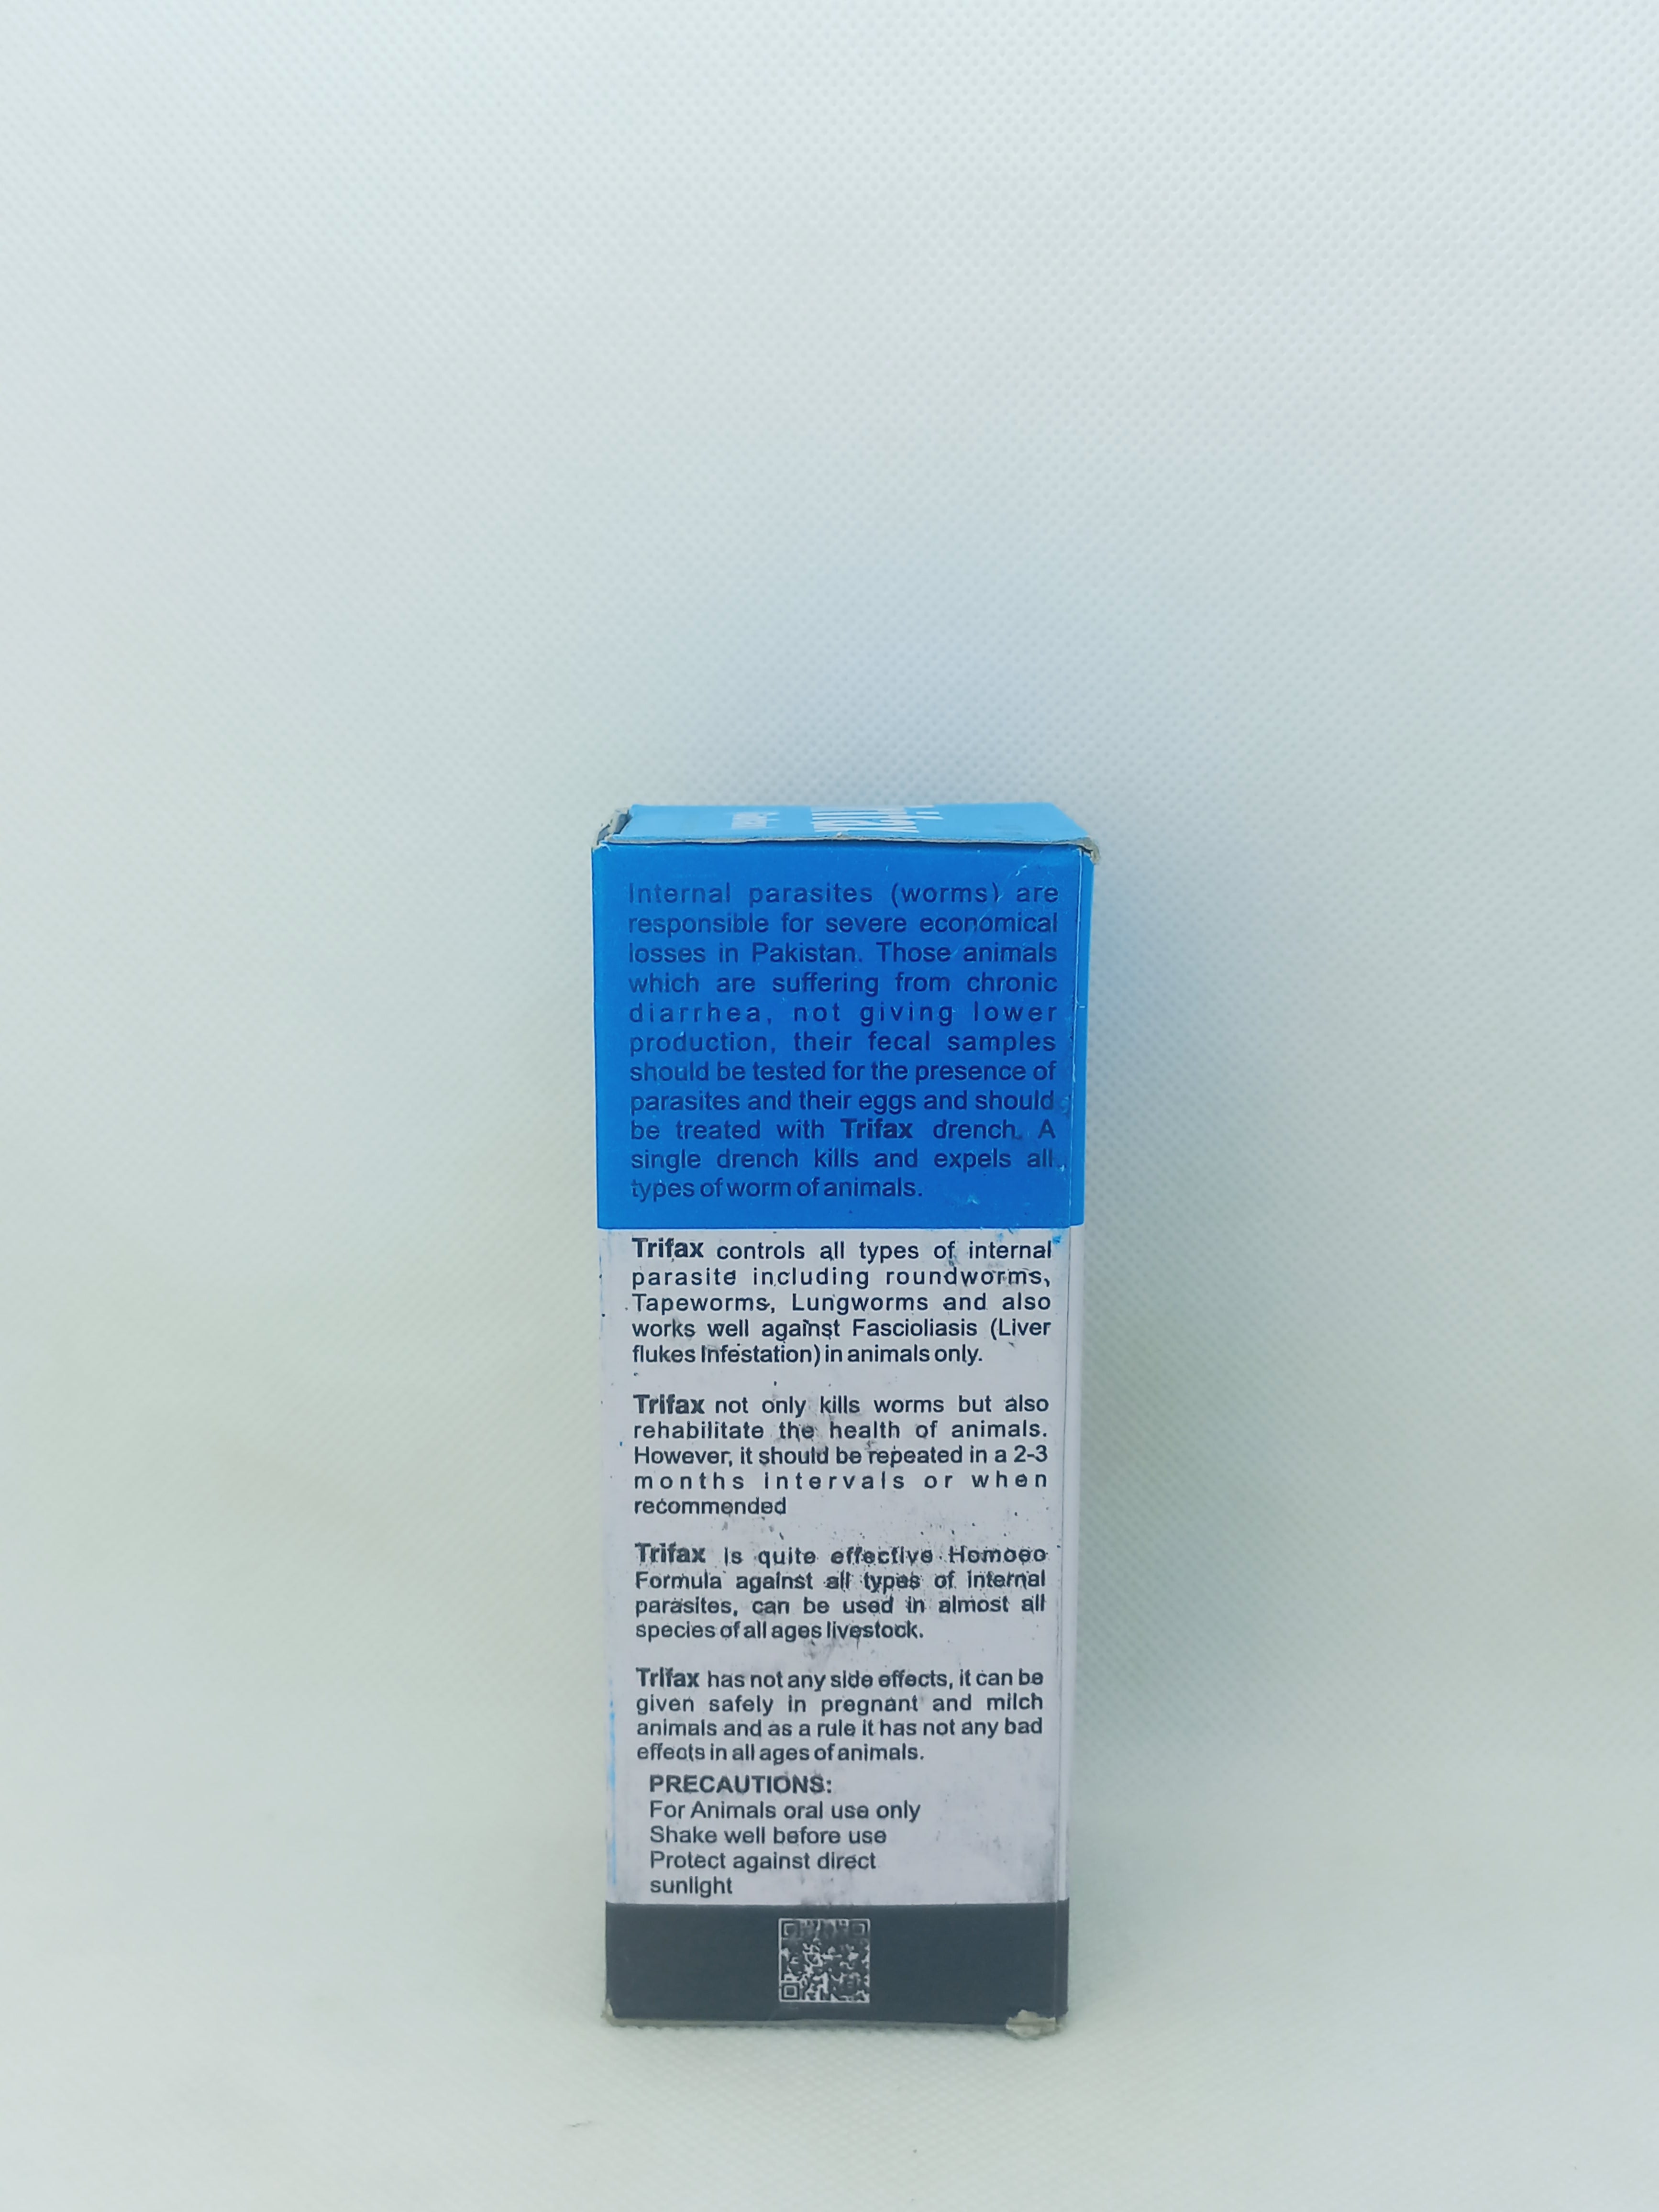 Internal parasites (worms) are
responsible for severe economical
losses in Pakistan. Those animals
which are suffering from chronic
diarrhea, not giving lower
production, their fecal samples
should be tested for the presence of
parasites and their eggs and should
be treated with Trifax drench. A
single drench kills and expels all
types of worm of animals.
Trifax controls all types of internal
parasite including roundworms,
Tapeworms, Lungworms and also
works well against Fascioliasis (Liver
flukes Infestation) in animals only.
Trifax not only kills worms but also
rehabilitate the health of animals.
However, it should be repeated in a 2-3
months intervals or when
recommended
Trifax is quite effective Homoeo
Formula against all types of internal
parasites, can be used in almost all
species of all ages livestock.
Trifax has not any side effects, it can be
given safely in pregnant and milch
animals and as a rule it has not any bad
effects in all ages of animals.
PRECAUTIONS:
For Animals oral use only
Shake well before use
Protect against direct
sunlight